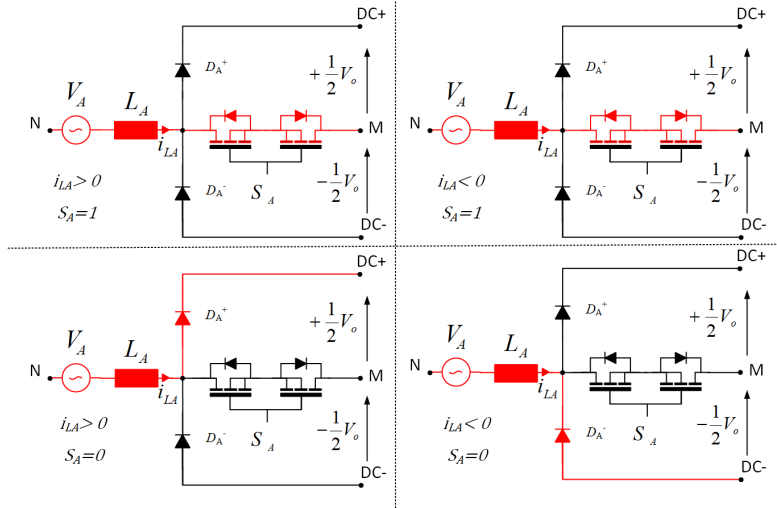 DC+
D_A^+
+ 1/2 V_o
V_A
L_A
N
M
i_LA
i_LA>0
S_A=1
D_A^-
S_A
− 1/2 V_o
DC-
DC+
D_A^+
+ 1/2 V_o
V_A
L_A
N
M
i_LA
i_LA<0
S_A=1
D_A^-
S_A
− 1/2 V_o
DC-
DC+
D_A^+
+ 1/2 V_o
V_A
L_A
N
M
i_LA
i_LA>0
S_A=0
D_A^-
S_A
− 1/2 V_o
DC-
DC+
D_A^+
+ 1/2 V_o
V_A
L_A
N
M
i_LA
i_LA<0
S_A=0
D_A^-
S_A
− 1/2 V_o
DC-